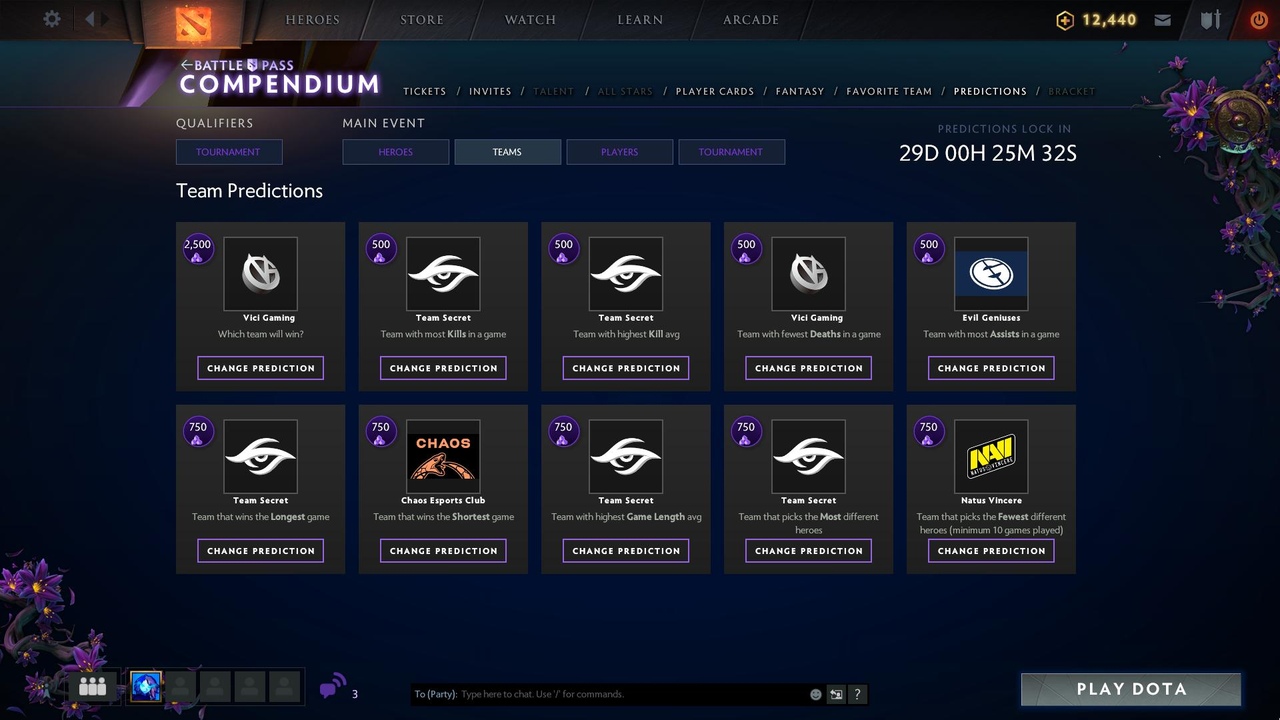 HEROES
STORE
WATCH
LEARN
ARCADE
12,440
BATTLE PASS
COMPENDIUM
TICKETS / INVITES / TALENT / ALL STARS / PLAYER CARDS / FANTASY / FAVORITE TEAM / PREDICTIONS / BRACKET
QUALIFIERS
MAIN EVENT
PREDICTIONS LOCK IN
TOURNAMENT
HEROES
TEAMS
PLAYERS
TOURNAMENT
29D 00H 25M 32S
Team Predictions
2,500
Vici Gaming
Which team will win?
CHANGE PREDICTION
500
Team Secret
Team with most Kills in a game
CHANGE PREDICTION
500
Team Secret
Team with highest Kill avg
CHANGE PREDICTION
500
Vici Gaming
Team with fewest Deaths in a game
CHANGE PREDICTION
500
Evil Geniuses
Team with most Assists in a game
CHANGE PREDICTION
750
Team Secret
Team that wins the Longest game
CHANGE PREDICTION
750
CHAOS
Chaos Esports Club
Team that wins the Shortest game
CHANGE PREDICTION
750
Team Secret
Team with highest Game Length avg
CHANGE PREDICTION
750
Team Secret
Team that picks the Most different
heroes
CHANGE PREDICTION
750
NAVI
NATUS VINCERE
Natus Vincere
Team that picks the Fewest different
heroes (minimum 10 games played)
CHANGE PREDICTION
3
To (Party): Type here to chat. Use '/' for commands.
?
PLAY DOTA